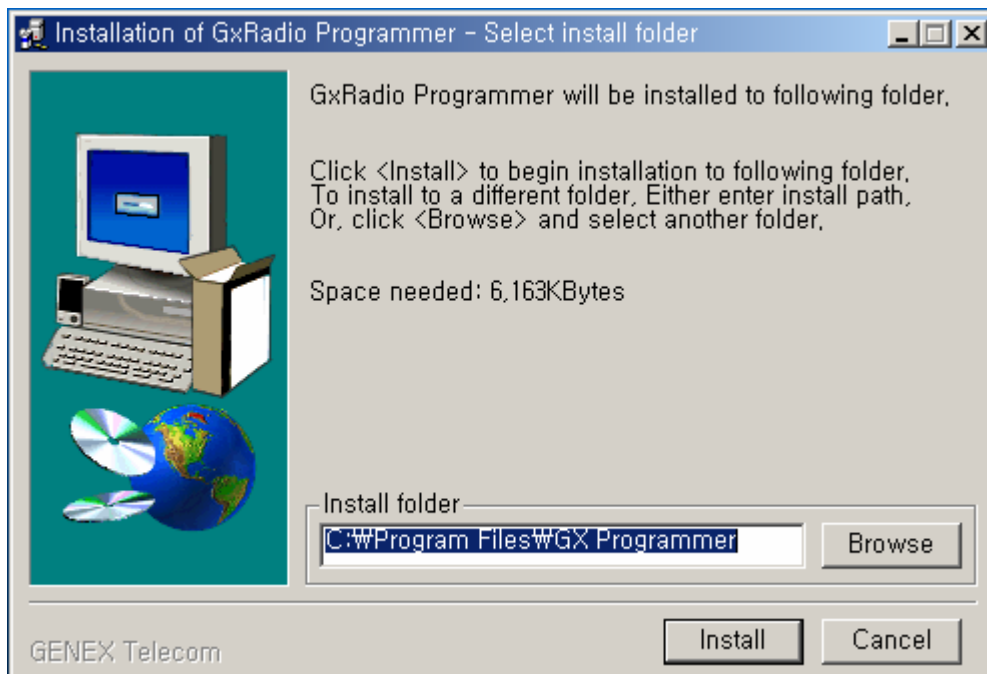 Installation of GxRadio Programmer - Select install folder
GxRadio Programmer will be installed to following folder,
Click <Install> to begin installation to following folder,
To install to a different folder, Either enter install path,
Or, click <Browse> and select another folder,
Space needed: 6,163KBytes
Install folder
C:₩Program Files₩GX Programmer
Browse
GENEX Telecom
Install
Cancel